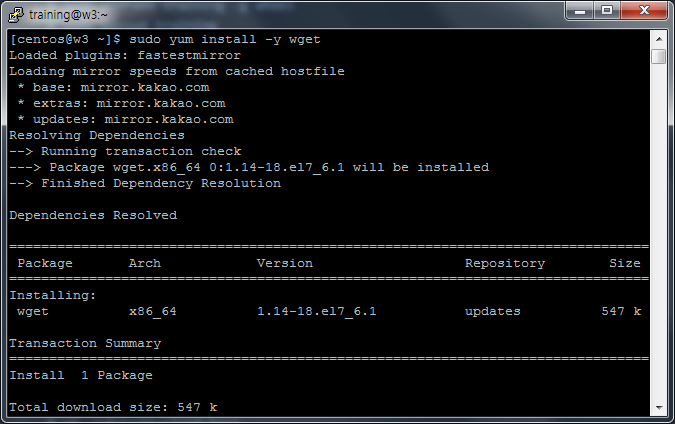 training@w3:~
[centos@w3 ~]$ sudo yum install -y wget
Loaded plugins: fastestmirror
Loading mirror speeds from cached hostfile
 * base: mirror.kakao.com
 * extras: mirror.kakao.com
 * updates: mirror.kakao.com
Resolving Dependencies
--> Running transaction check
---> Package wget.x86_64 0:1.14-18.el7_6.1 will be installed
--> Finished Dependency Resolution

Dependencies Resolved

================================================================================
 Package       Arch            Version                   Repository        Size
================================================================================
Installing:
 wget          x86_64          1.14-18.el7_6.1           updates          547 k

Transaction Summary
================================================================================
Install  1 Package

Total download size: 547 k